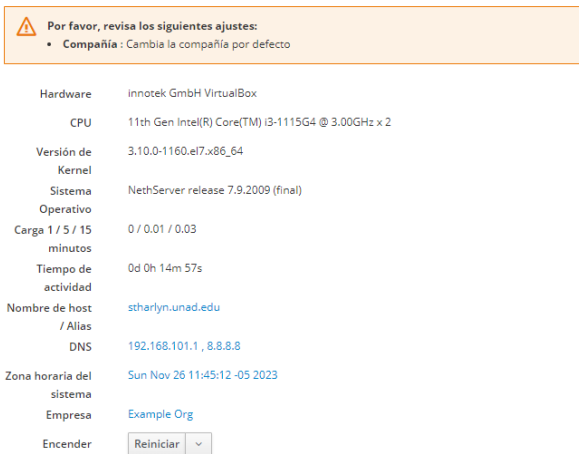 Por favor, revisa los siguientes ajustes:
• Compañía : Cambia la compañía por defecto
Hardware innotek GmbH VirtualBox
CPU 11th Gen Intel(R) Core(TM) i3-1115G4 @ 3.00GHz x 2
Versión de 3.10.0-1160.el7.x86_64
Kernel
Sistema NethServer release 7.9.2009 (final)
Operativo
Carga 1 / 5 / 15 0 / 0.01 / 0.03
minutos
Tiempo de 0d 0h 14m 57s
actividad
Nombre de host stharlyn.unad.edu
/ Alias
DNS 192.168.101.1 , 8.8.8.8
Zona horaria del Sun Nov 26 11:45:12 -05 2023
sistema
Empresa Example Org
Encender Reiniciar